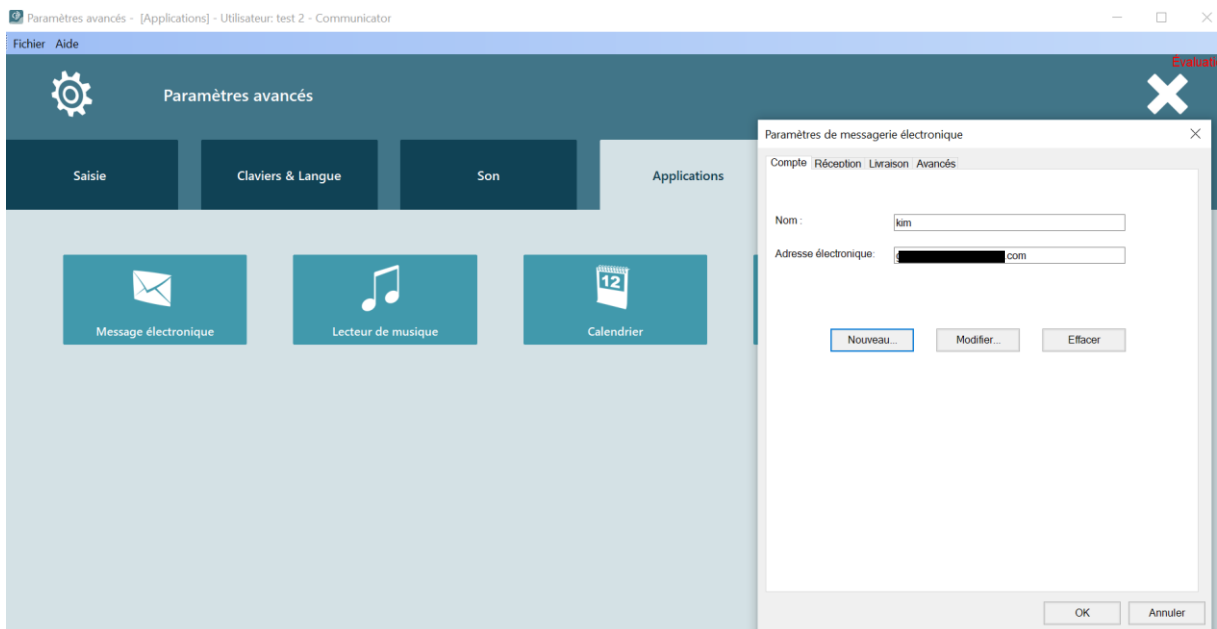 Paramètres avancés - [Applications] - Utilisateur: test 2 - Communicator
Fichier Aide
Paramètres avancés
Saisie
Claviers & Langue
Son
Applications
Message électronique
Lecteur de musique
12
Calendrier
Paramètres de messagerie électronique
Compte Réception Livraison Avancés
Nom :
kim
Adresse électronique:
.com
Nouveau...
Modifier...
Effacer
OK
Annuler